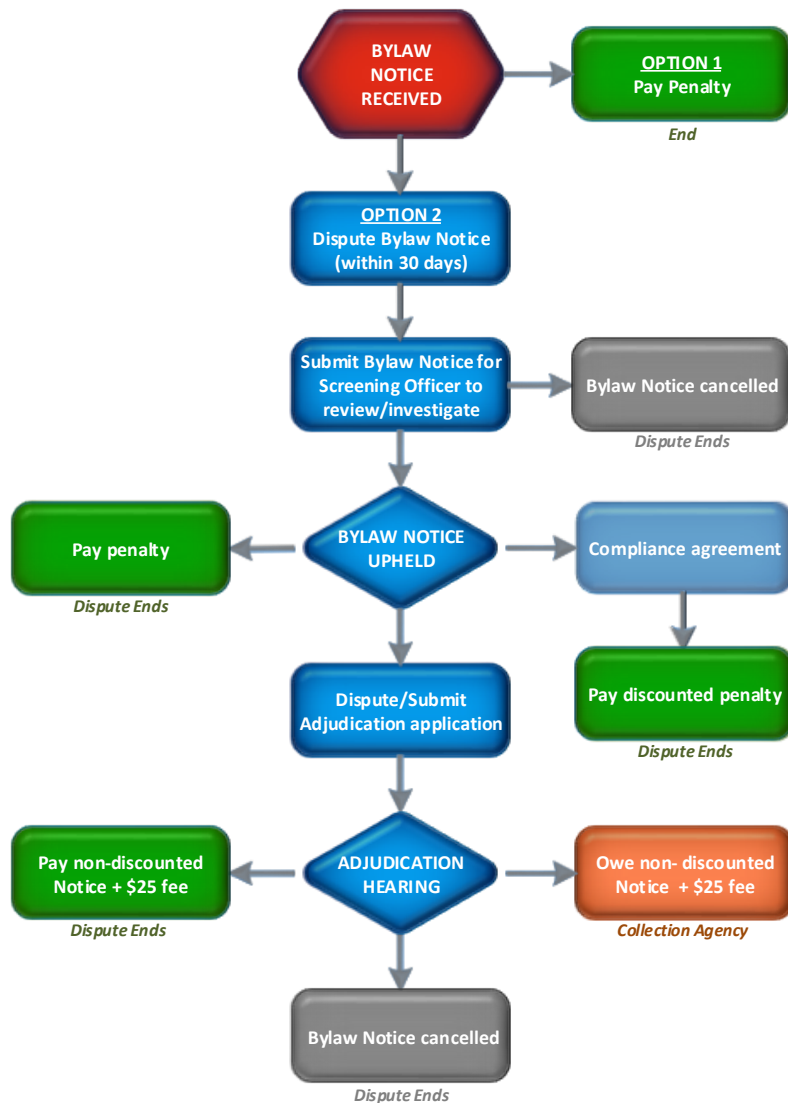 BYLAW
NOTICE
RECEIVED
OPTION 1
Pay Penalty
End
OPTION 2
Dispute Bylaw Notice
(within 30 days)
Submit Bylaw Notice for
Screening Officer to
review/investigate
Bylaw Notice cancelled
Dispute Ends
Pay penalty
Dispute Ends
BYLAW NOTICE
UPHELD
Compliance agreement
Pay discounted penalty
Dispute Ends
Dispute/Submit
Adjudication application
Pay non-discounted
Notice + $25 fee
Dispute Ends
ADJUDICATION
HEARING
Owe non- discounted
Notice + $25 fee
Collection Agency
Bylaw Notice cancelled
Dispute Ends